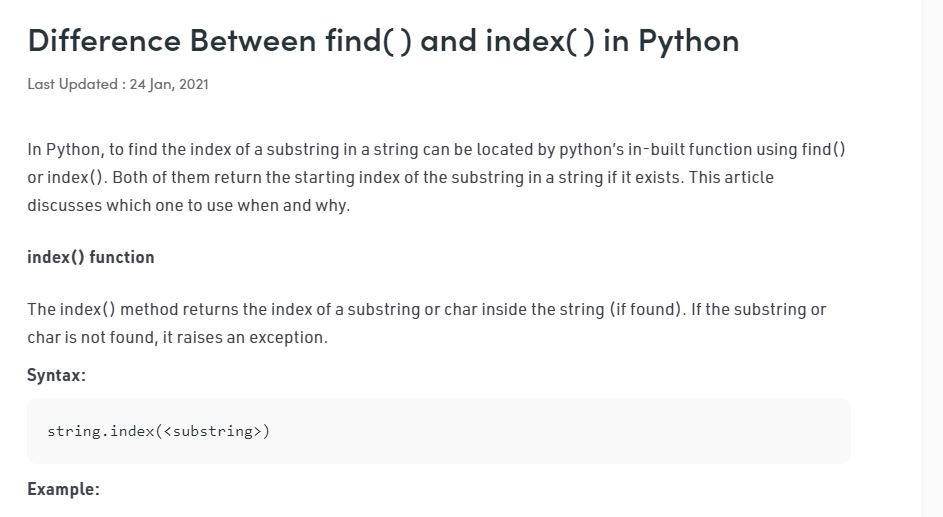 Difference Between find( ) and index( ) in Python
Last Updated : 24 Jan, 2021
In Python, to find the index of a substring in a string can be located by python’s in-built function using find()
or index(). Both of them return the starting index of the substring in a string if it exists. This article
discusses which one to use when and why.
index() function
The index() method returns the index of a substring or char inside the string (if found). If the substring or
char is not found, it raises an exception.
Syntax:
string.index(<substring>)
Example: